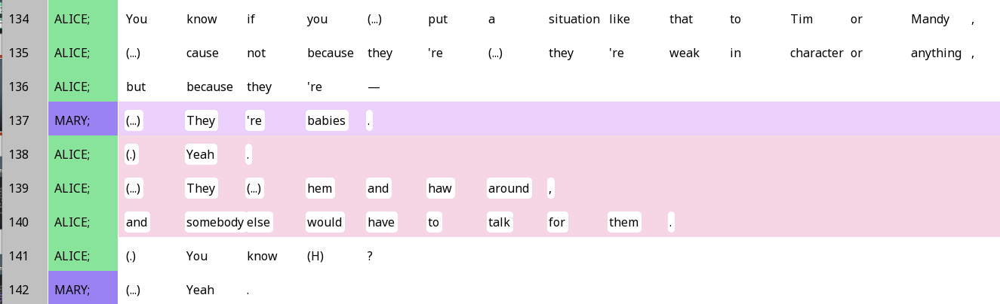 134 ALICE; You know if you (...) put a situation like that to Tim or Mandy ,
135 ALICE; (...) cause not because they 're (...) they 're weak in character or anything ,
136 ALICE; but because they 're —
137 MARY; (...) They 're babies .
138 ALICE; (.) Yeah .
139 ALICE; (...) They (...) hem and haw around ,
140 ALICE; and somebody else would have to talk for them .
141 ALICE; (.) You know (H) ?
142 MARY; (...) Yeah .